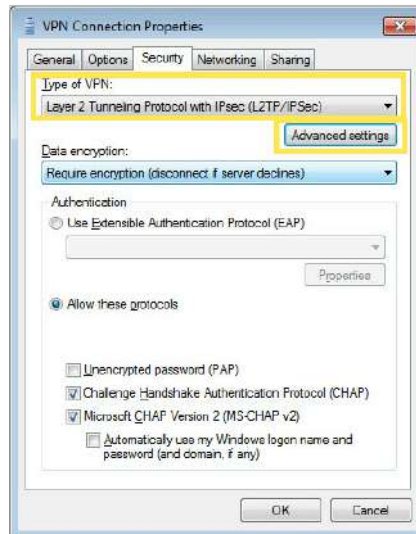 VPN Connection Properties
General Options Security Networking Sharing
Type of VPN:
Layer 2 Tunneling Protocol with IPsec (L2TP/IPSec)
Advanced settings
Data encryption:
Require encryption (disconnect if server declines)
Authentication
Use Extensible Authentication Protocol (EAP)
Properties
Allow these protocols
Unencrypted password (PAP)
Challenge Handshake Authentication Protocol (CHAP)
Microsoft CHAP Version 2 (MS-CHAP v2)
Automatically use my Windows logon name and
password (and domain, if any)
OK Cancel